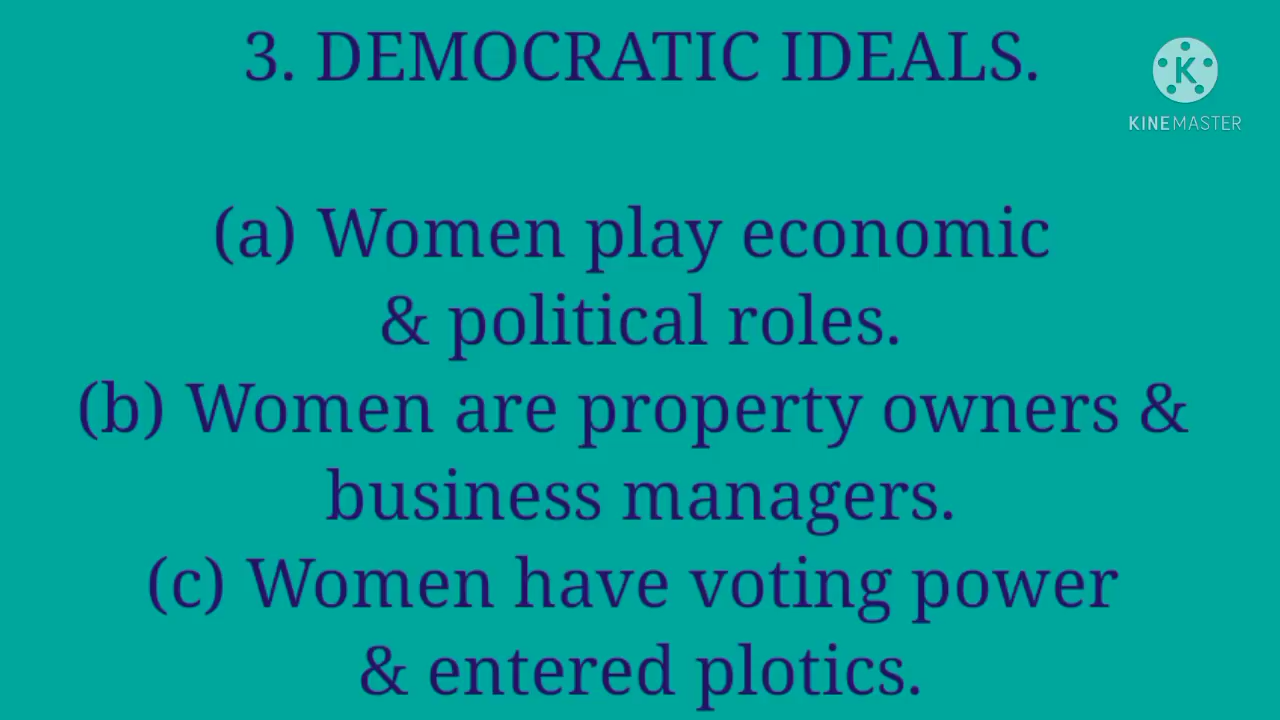 3. DEMOCRATIC IDEALS.
KINEMASTER
(a) Women play economic
& political roles.
(b) Women are property owners &
business managers.
(c) Women have voting power
& entered plotics.